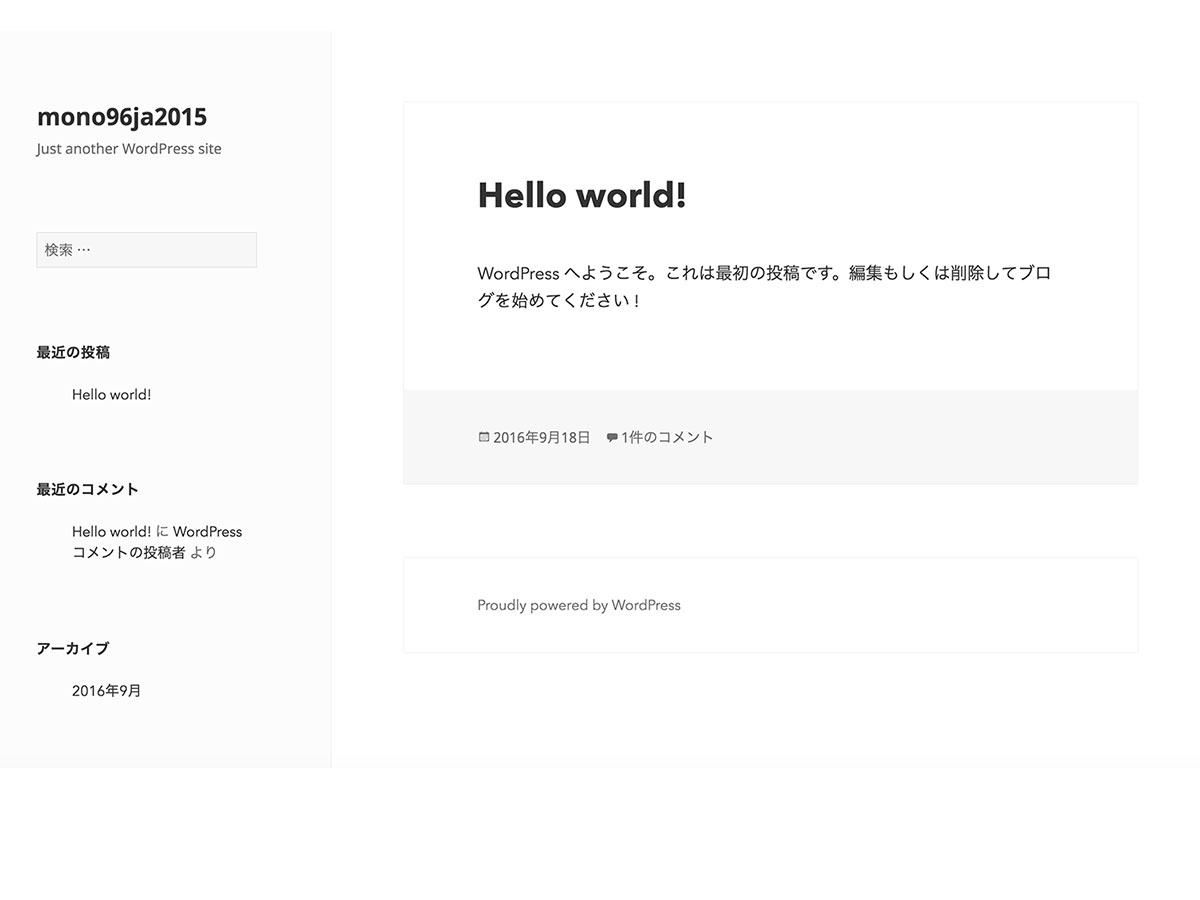 mono96ja2015
Just another WordPress site
検索 …
最近の投稿
Hello world!
最近のコメント
Hello world! に WordPress
コメントの投稿者 より
アーカイブ
2016年9月
Hello world!
WordPress へようこそ。これは最初の投稿です。編集もしくは削除してブロ
グを始めてください !
2016年9月18日 1件のコメント
Proudly powered by WordPress